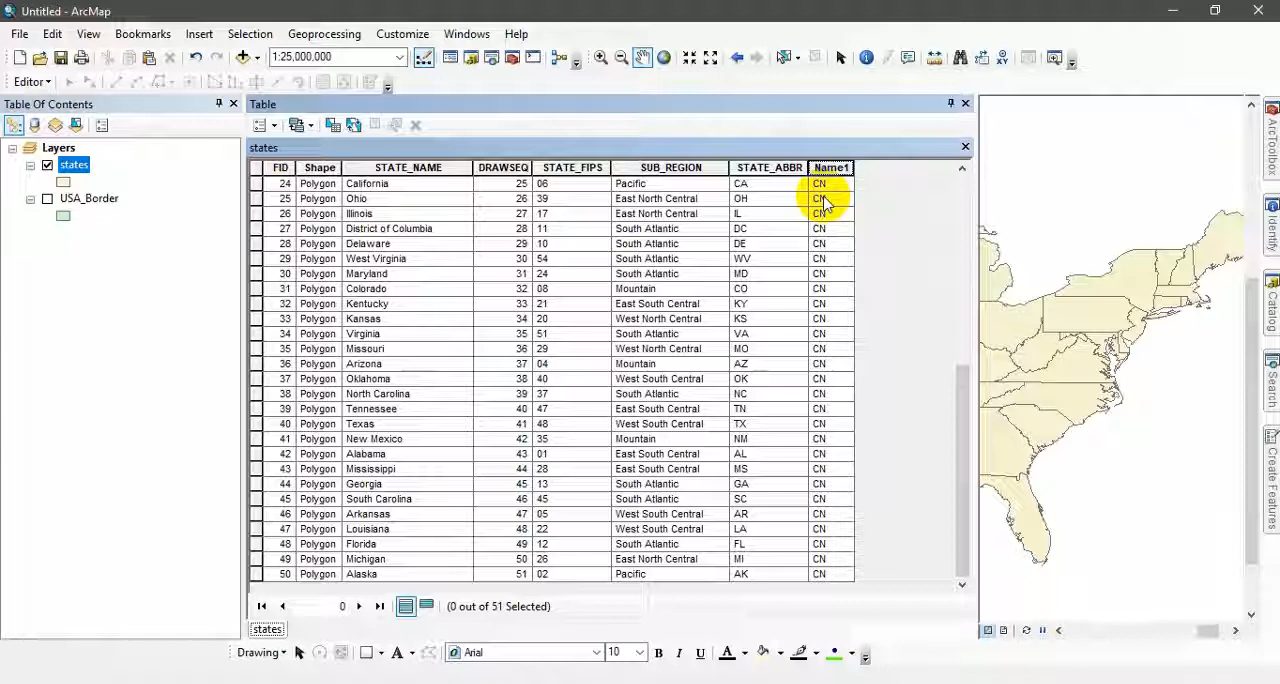 Untitled - ArcMap
File Edit View Bookmarks Insert Selection Geoprocessing Customize Windows Help
1:25,000,000
Editor
Table Of Contents
Table
Layers
states
USA_Border
states
FID Shape STATE_NAME DRAWSEQ STATE_FIPS SUB_REGION STATE_ABBR Name1
24 Polygon California 25 06 Pacific CA CN
25 Polygon Ohio 26 39 East North Central OH CN
26 Polygon Illinois 27 17 East North Central IL CN
27 Polygon District of Columbia 28 11 South Atlantic DC CN
28 Polygon Delaware 29 10 South Atlantic DE CN
29 Polygon West Virginia 30 54 South Atlantic WV CN
30 Polygon Maryland 31 24 South Atlantic MD CN
31 Polygon Colorado 32 08 Mountain CO CN
32 Polygon Kentucky 33 21 East South Central KY CN
33 Polygon Kansas 34 20 West North Central KS CN
34 Polygon Virginia 35 51 South Atlantic VA CN
35 Polygon Missouri 36 29 West North Central MO CN
36 Polygon Arizona 37 04 Mountain AZ CN
37 Polygon Oklahoma 38 40 West South Central OK CN
38 Polygon North Carolina 39 37 South Atlantic NC CN
39 Polygon Tennessee 40 47 East South Central TN CN
40 Polygon Texas 41 48 West South Central TX CN
41 Polygon New Mexico 42 35 Mountain NM CN
42 Polygon Alabama 43 01 East South Central AL CN
43 Polygon Mississippi 44 28 East South Central MS CN
44 Polygon Georgia 45 13 South Atlantic GA CN
45 Polygon South Carolina 46 45 South Atlantic SC CN
46 Polygon Arkansas 47 05 West South Central AR CN
47 Polygon Louisiana 48 22 West South Central LA CN
48 Polygon Florida 49 12 South Atlantic FL CN
49 Polygon Michigan 50 26 East North Central MI CN
50 Polygon Alaska 51 02 Pacific AK CN
0 (0 out of 51 Selected)
states
Drawing A Arial 10 B I U A
ArcToolbox
Identify
Catalog
Search
Create Features